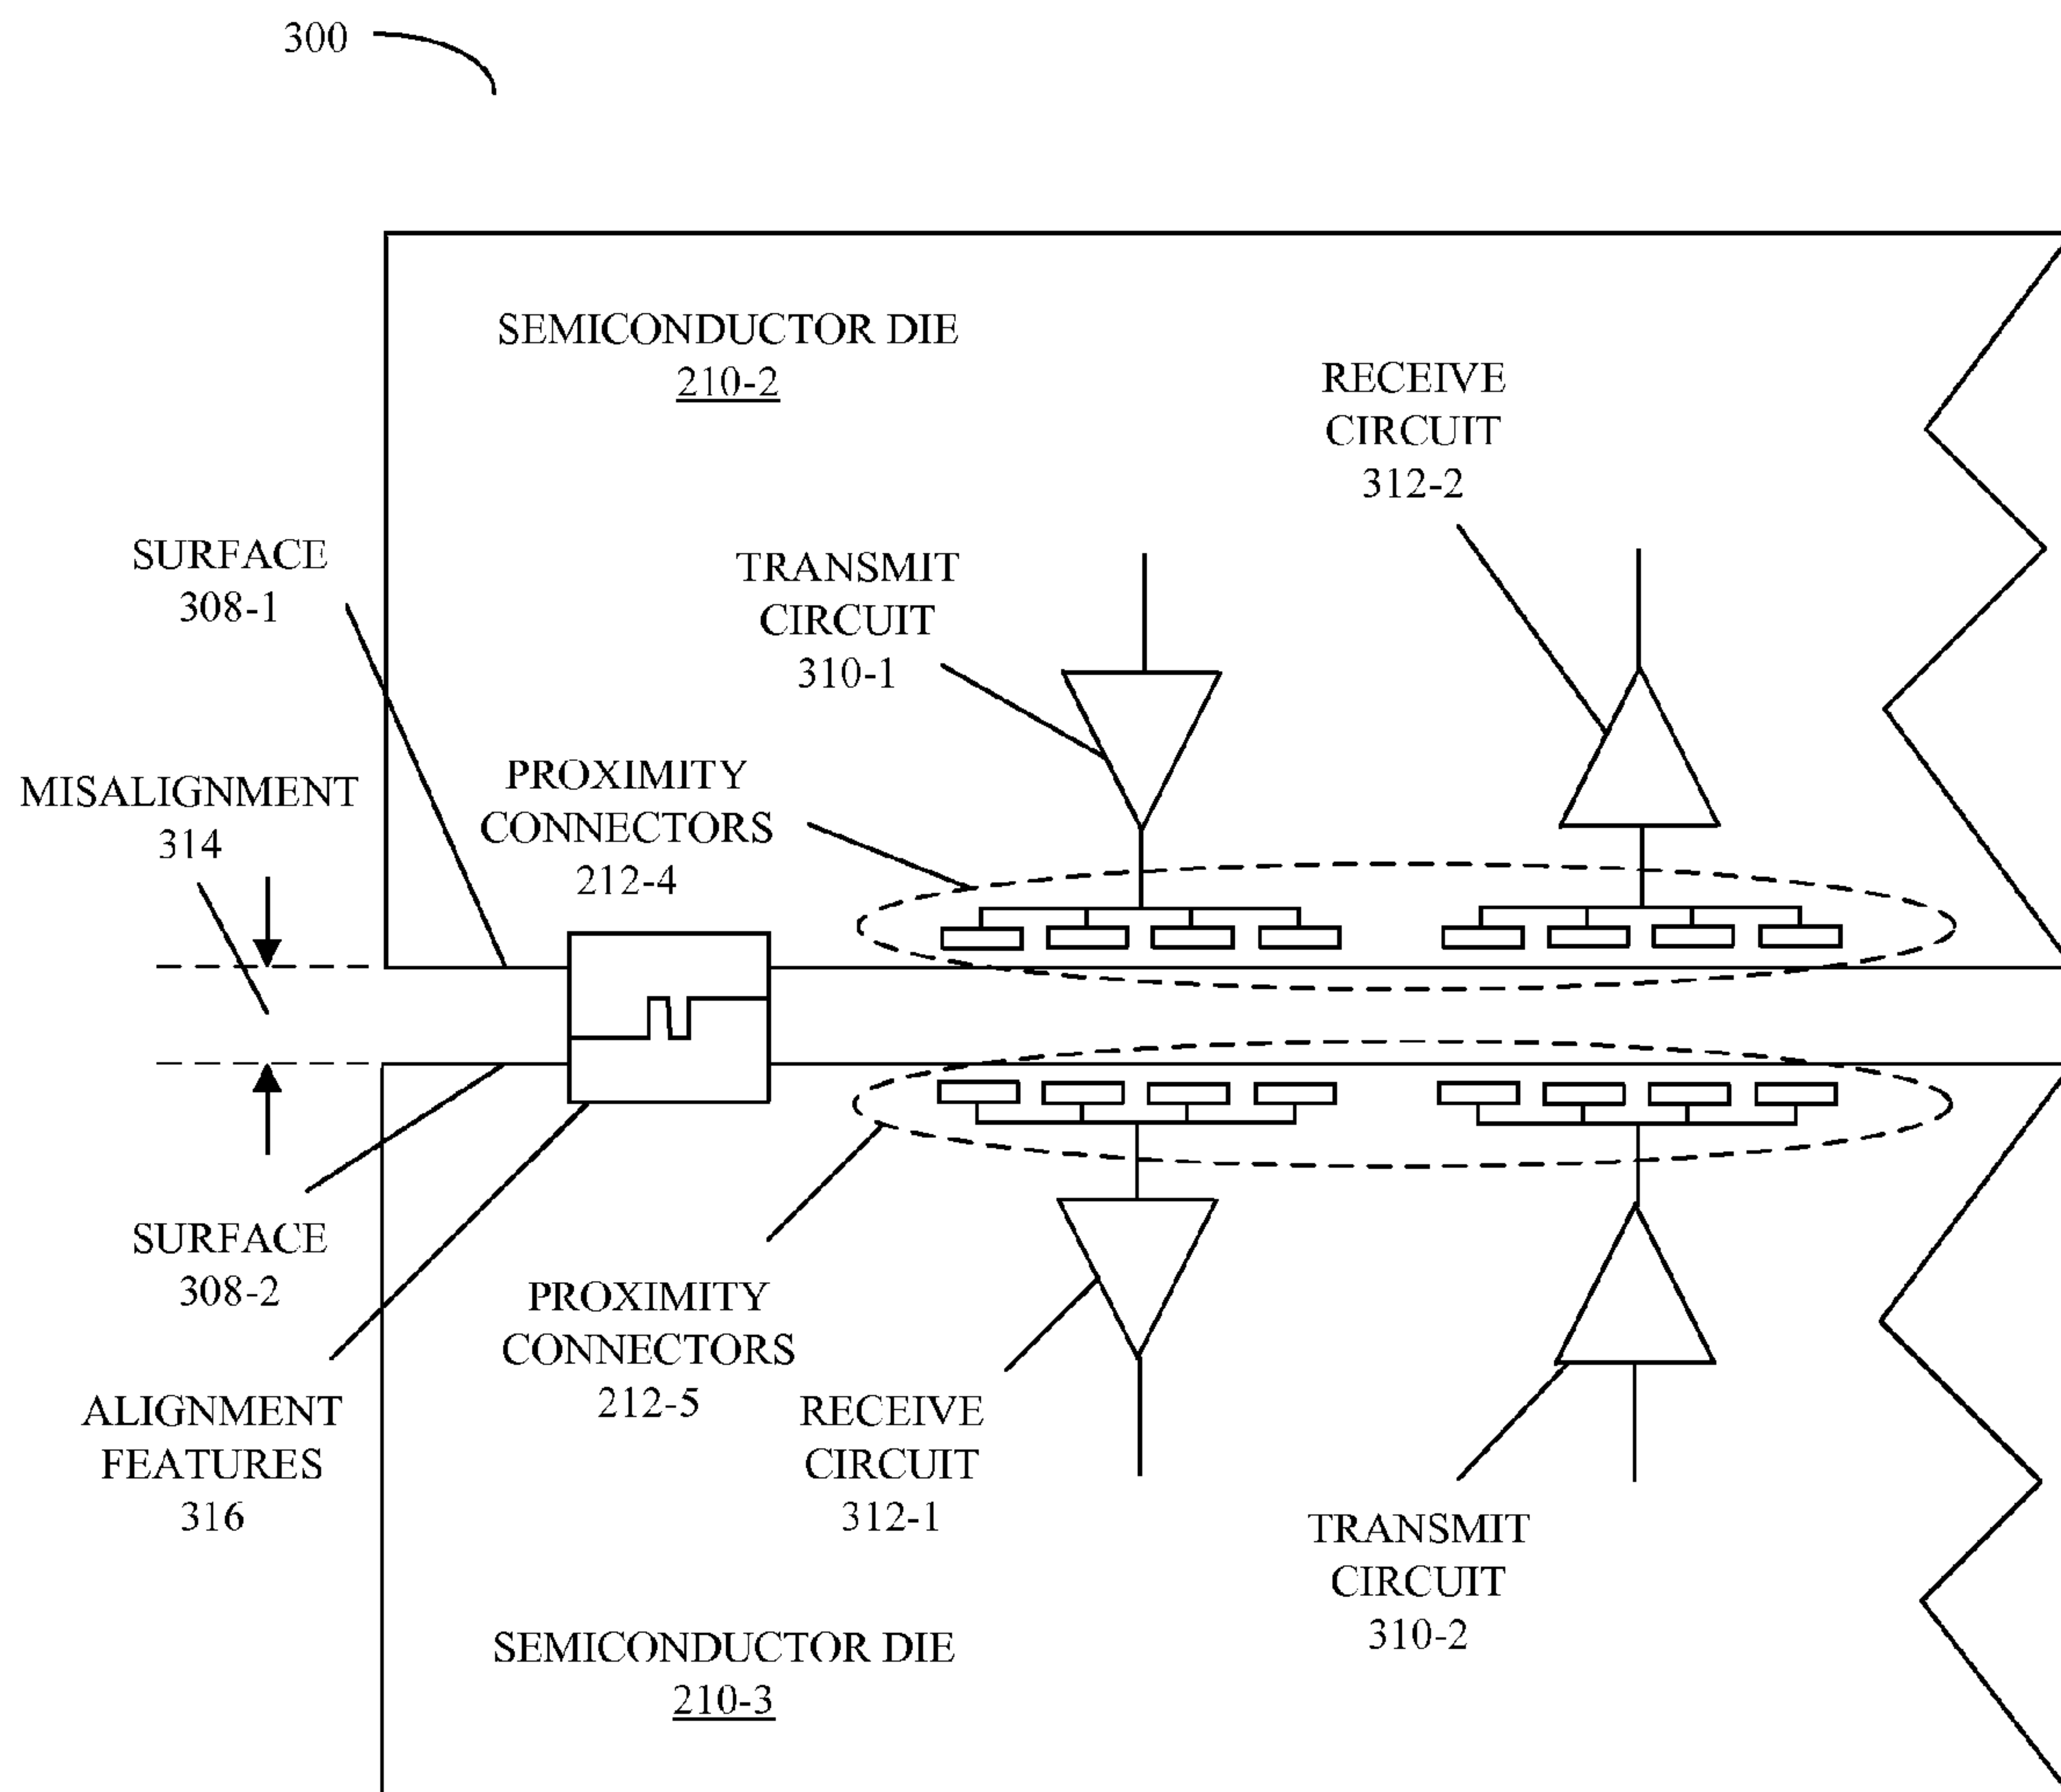 300
SEMICONDUCTOR DIE
210-2
RECEIVE
CIRCUIT
312-2
SURFACE
308-1
TRANSMIT
CIRCUIT
310-1
MISALIGNMENT
314
PROXIMITY
CONNECTORS
212-4
SURFACE
308-2
PROXIMITY
CONNECTORS
212-5
ALIGNMENT
FEATURES
316
RECEIVE
CIRCUIT
312-1
TRANSMIT
CIRCUIT
310-2
SEMICONDUCTOR DIE
210-3